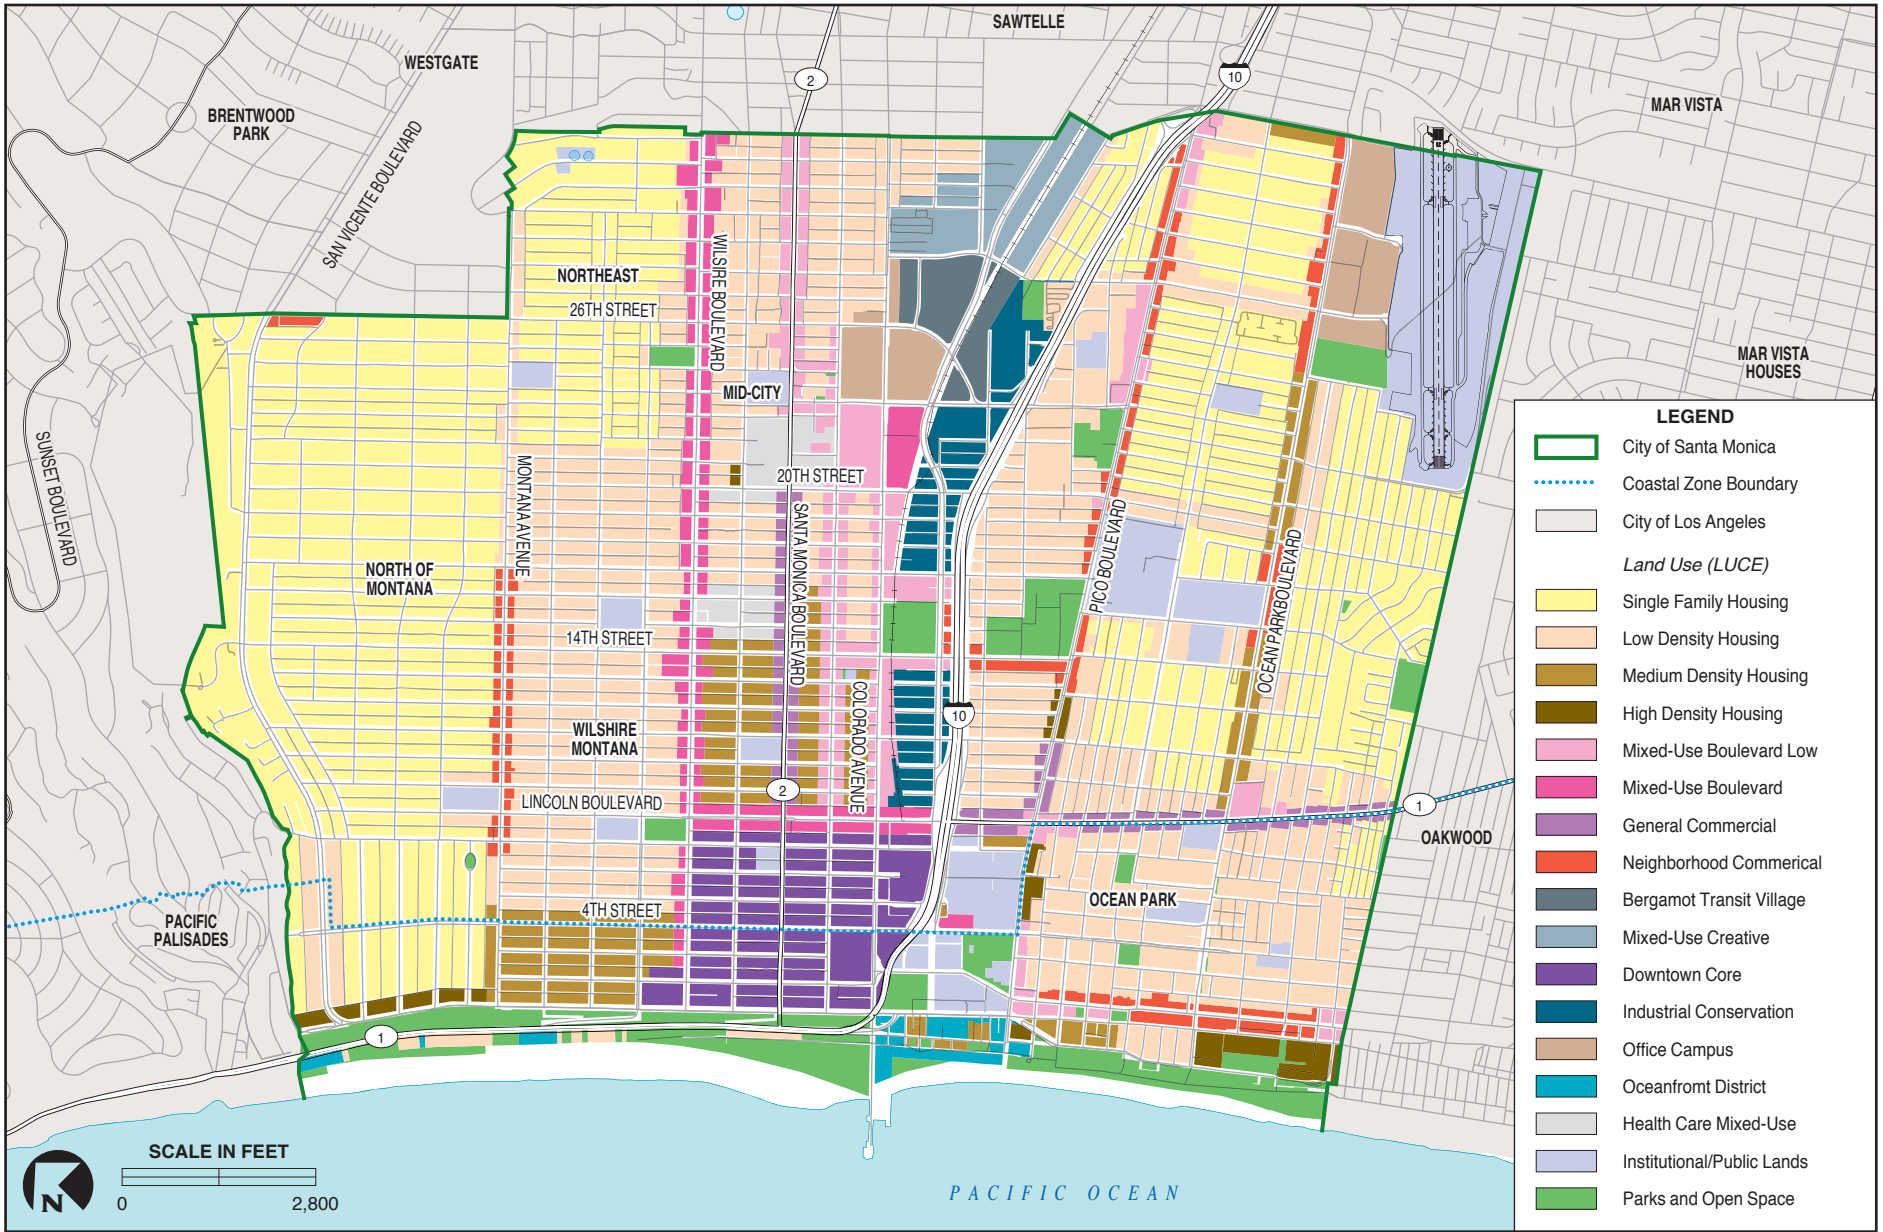 SAWTELLE
WESTGATE
2
10
BRENTWOOD
PARK
MAR VISTA
SAN VICENTE BOULEVARD
NORTHEAST
WILSIRE BOULEVARD
26TH STREET
MID-CITY
MAR VISTA
HOUSES
SUNSET BOULEVARD
MONTANA AVENUE
20TH STREET
SANTA MONICA BOULEVARD
PICO BOULEVARD
OCEAN PARKBOULEVARD
NORTH OF
MONTANA
14TH STREET
COLORADO AVENUE
10
WILSHIRE
MONTANA
2
LINCOLN BOULEVARD
1
OAKWOOD
OCEAN PARK
4TH STREET
PACIFIC
PALISADES
1
LEGEND
City of Santa Monica
Coastal Zone Boundary
City of Los Angeles
Land Use (LUCE)
Single Family Housing
Low Density Housing
Medium Density Housing
High Density Housing
Mixed-Use Boulevard Low
Mixed-Use Boulevard
General Commercial
Neighborhood Commerical
Bergamot Transit Village
Mixed-Use Creative
Downtown Core
Industrial Conservation
Office Campus
Oceanfromt District
Health Care Mixed-Use
Institutional/Public Lands
Parks and Open Space
N
SCALE IN FEET
0 2,800
PACIFIC OCEAN